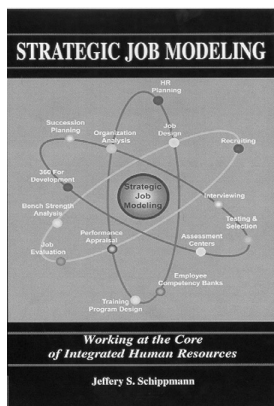 STRATEGIC JOB MODELING
HR
Planning
Succession
Planning
Organization
Analysis
Job
Design
Recruiting
360 For
Development
Strategic
Job
Modeling
Interviewing
Bench Strength
Analysis
Testing &
Selection
Performance
Appraisal
Assessment
Centers
Job
Evaluation
Employee
Competency Banks
Training
Program Design
Working at the Core
of Integrated Human Resources
Jeffery S. Schippmann